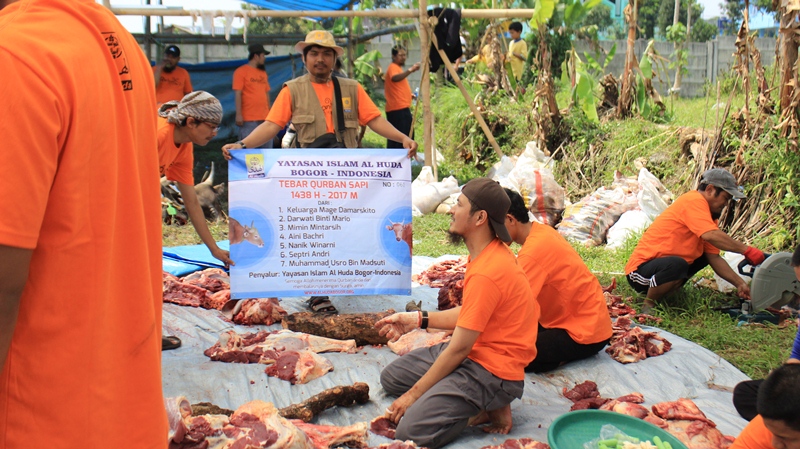 YAYASAN ISLAM AL HUDA
BOGOR - INDONESIA
TEBAR QURBAN SAPI
1438 H - 2017 M
NO :
DARI
1. Keluarga Mage Damarskito
2. Darwati Binti Mario
3. Mimin Mintarsih
4. Aini Bachri
5. Nanik Winarni
6. Septri Andri
7. Muhammad Usro Bin Madsuti
Penyalur: Yayasan Islam Al Huda Bogor-Indonesia